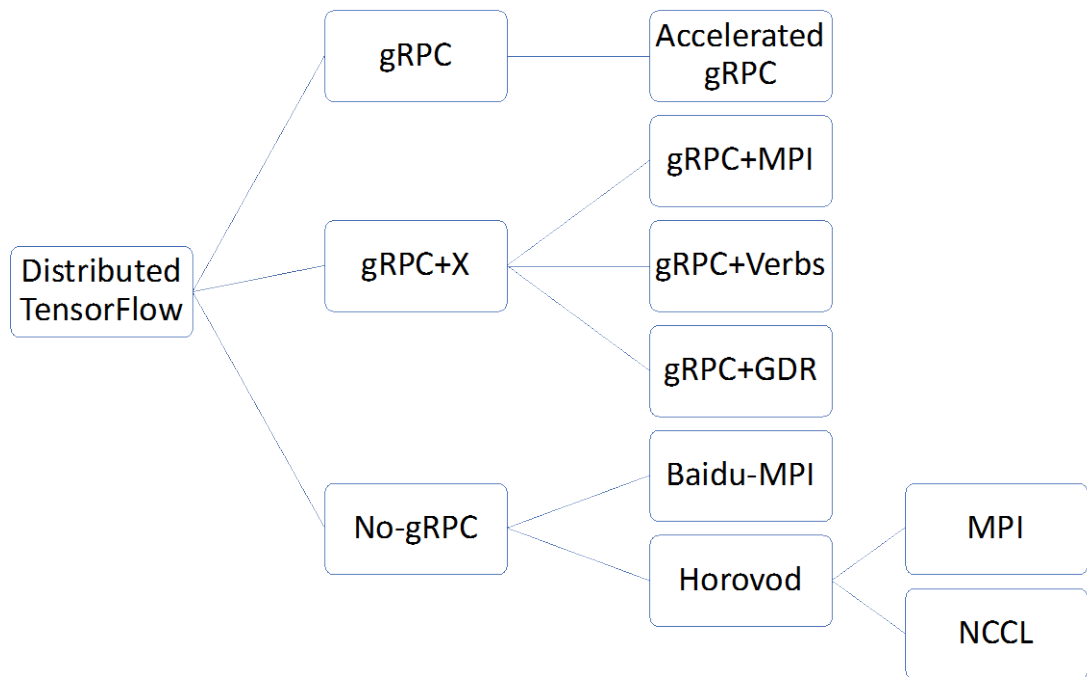 gRPC
Accelerated
gRPC
gRPC+MPI
Distributed
TensorFlow
gRPC+X
gRPC+Verbs
gRPC+GDR
No-gRPC
Baidu-MPI
Horovod
MPI
NCCL